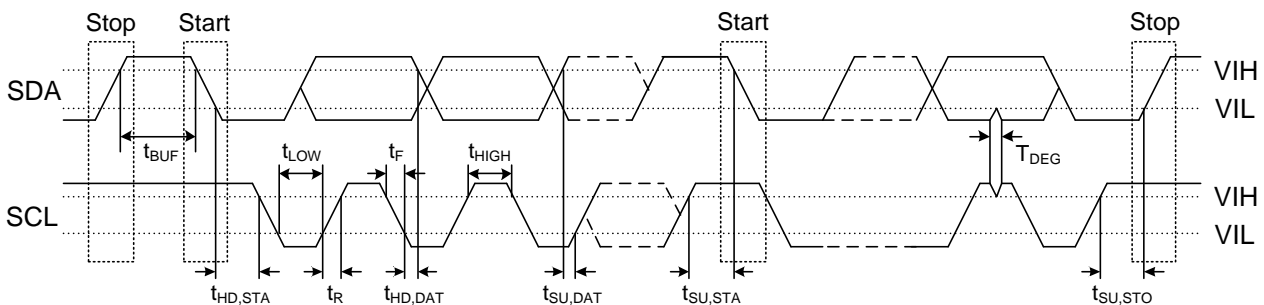 Stop Start Start Stop
SDA VIH
VIL
tBUF tLOW tF tHIGH TDEG
SCL VIH
VIL
tHD,STA tR tHD,DAT tSU,DAT tSU,STA tSU,STO